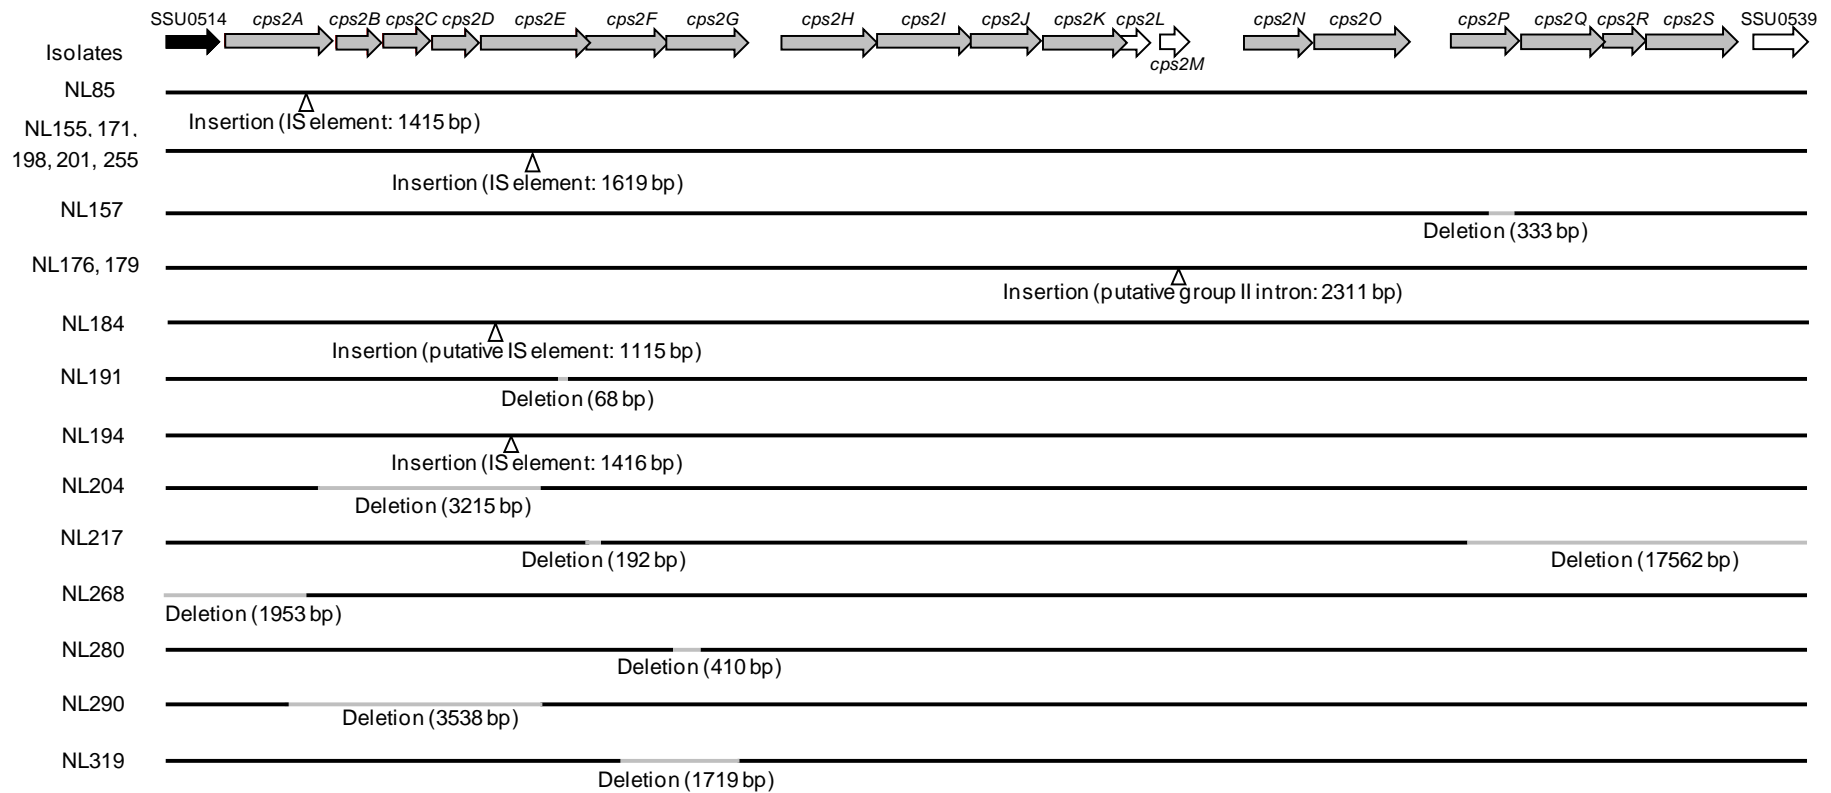 SSU0514 cps2A cps2B cps2C cps2D cps2E cps2F cps2G cps2H cps2I cps2J cps2K cps2L cps2N cps2O cps2P cps2Q cps2R cps2S SSU0539
Isolates
cps2M
NL85
Insertion (IS element: 1415 bp)
NL155, 171,
198, 201, 255
Insertion (IS element: 1619 bp)
NL157
Deletion (333 bp)
NL176, 179
Insertion (putative group II intron: 2311 bp)
NL184
Insertion (putative IS element: 1115 bp)
NL191
Deletion (68 bp)
NL194
Insertion (IS element: 1416 bp)
NL204
Deletion (3215 bp)
NL217
Deletion (192 bp) Deletion (17562 bp)
NL268
Deletion (1953 bp)
NL280
Deletion (410 bp)
NL290
Deletion (3538 bp)
NL319
Deletion (1719 bp)